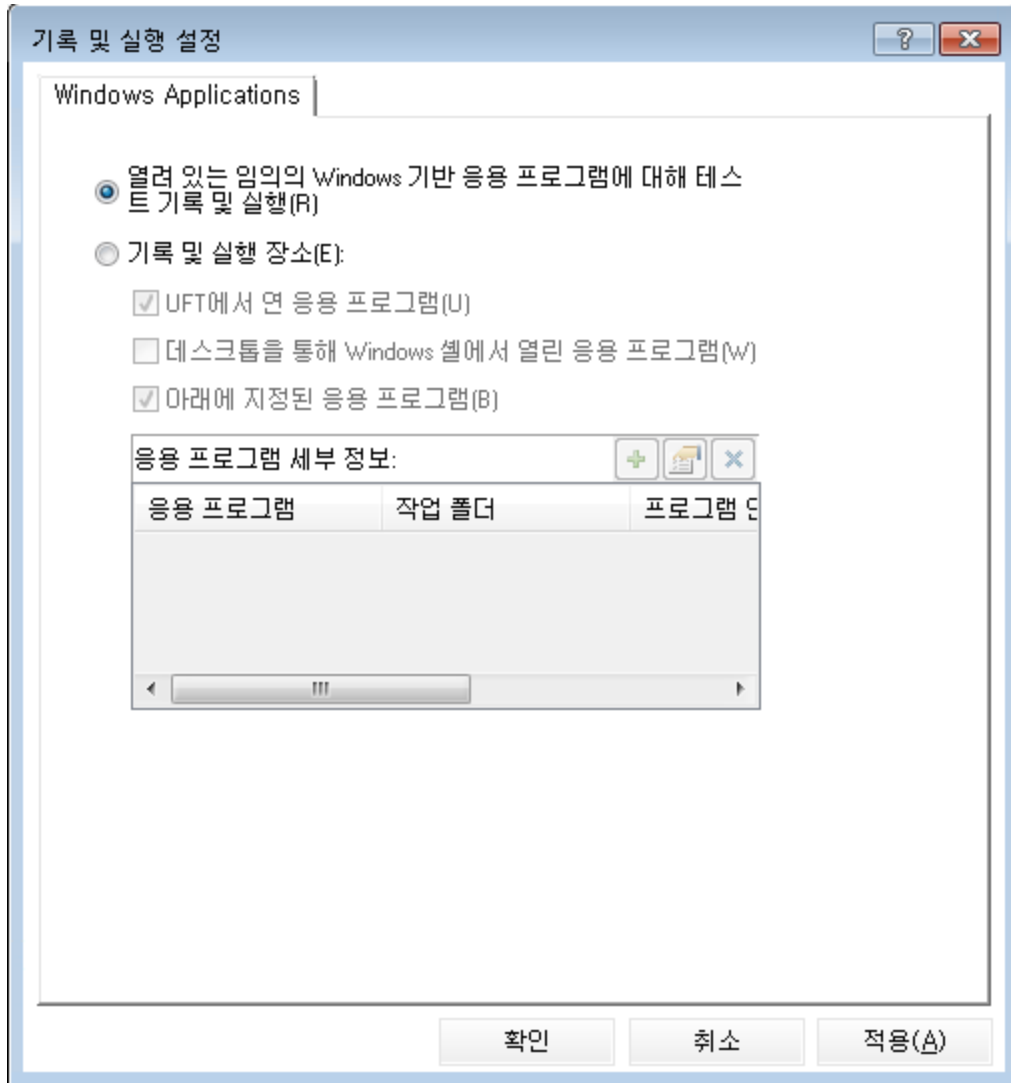 기록 및 실행 설정
Windows Applications
열려 있는 임의의 Windows 기반 응용 프로그램에 대해 테스
트 기록 및 실행(R)
기록 및 실행 장소(E):
UFT에서 연 응용 프로그램(U)
데스크톱을 통해 Windows 셸에서 열린 응용 프로그램(W)
아래에 지정된 응용 프로그램(B)
응용 프로그램 세부 정보:
응용 프로그램 작업 폴더 프로그램
확인 취소 적용(A)